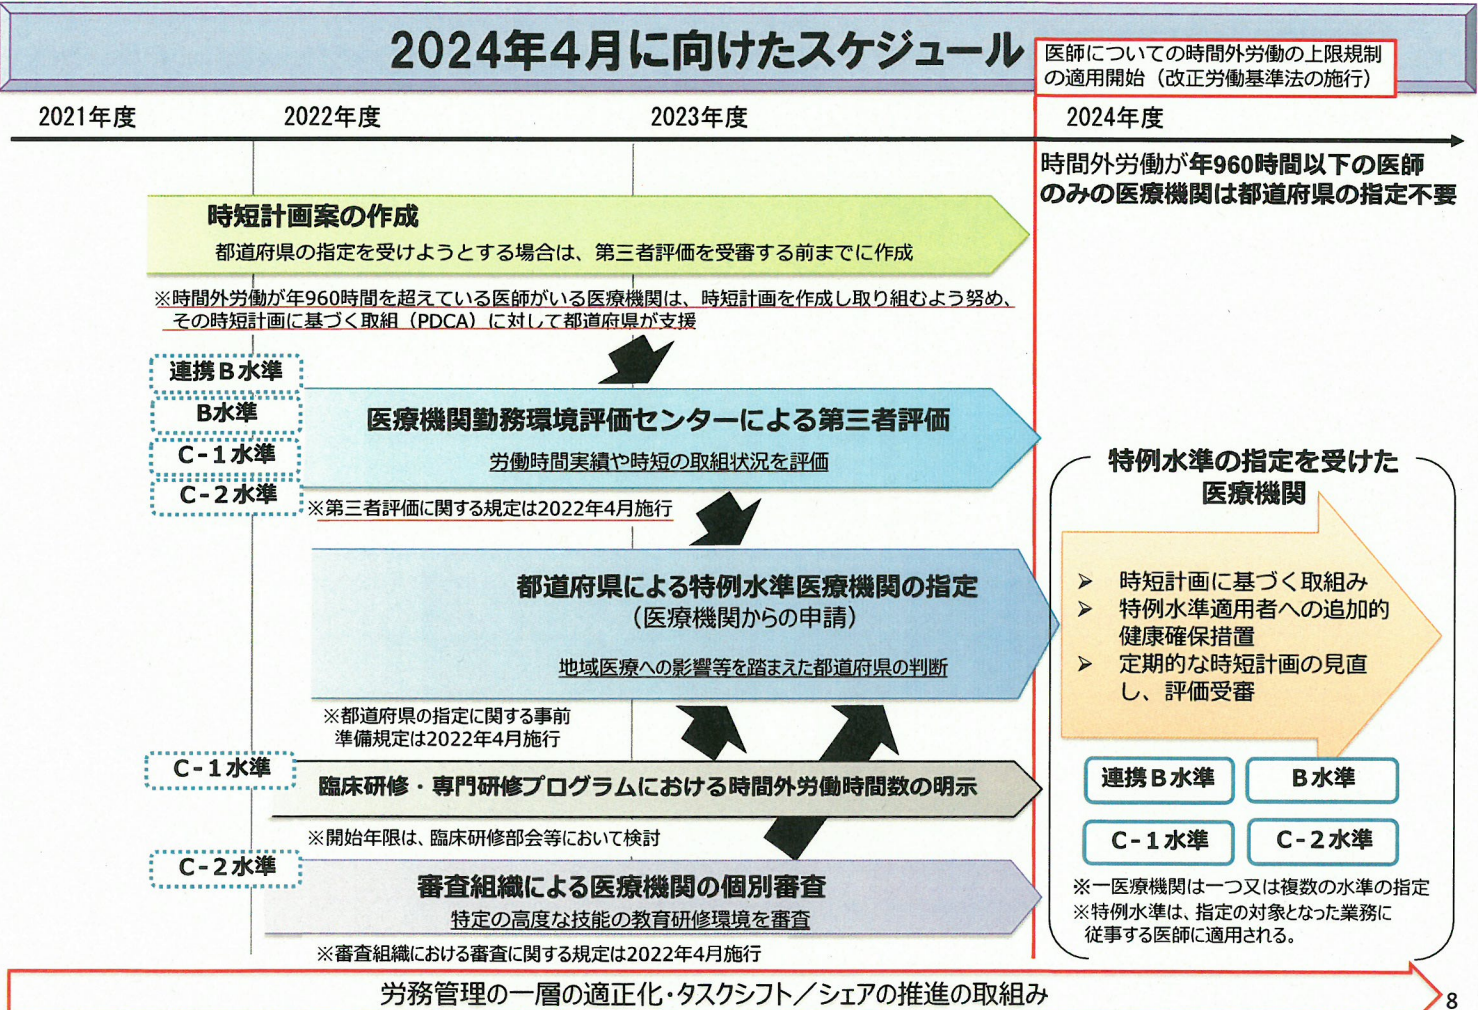 2024年4月に向けたスケジュール
医師についての時間外労働の上限規制
の適用開始（改正労働基準法の施行）
2021年度
2022年度
2023年度
2024年度
時間外労働が年960時間以下の医師
のみの医療機関は都道府県の指定不要
時短計画案の作成
都道府県の指定を受けようとする場合は、第三者評価を受審する前までに作成
※時間外労働が年960時間を超えている医師がいる医療機関は、時短計画を作成し取り組むよう努め、
その時短計画に基づく取組（PDCA）に対して都道府県が支援
連携B水準
B水準
C-1水準
C-2水準
医療機関勤務環境評価センターによる第三者評価
労働時間実績や時短の取組状況を評価
※第三者評価に関する規定は2022年4月施行
都道府県による特例水準医療機関の指定
（医療機関からの申請）
地域医療への影響等を踏まえた都道府県の判断
※都道府県の指定に関する事前
準備規定は2022年4月施行
C-1水準
臨床研修・専門研修プログラムにおける時間外労働時間数の明示
※開始年限は、臨床研修部会等において検討
C-2水準
審査組織による医療機関の個別審査
特定の高度な技能の教育研修環境を審査
※審査組織における審査に関する規定は2022年4月施行
特例水準の指定を受けた
医療機関
➢ 時短計画に基づく取組み
➢ 特例水準適用者への追加的
健康確保措置
➢ 定期的な時短計画の見直
し、評価受審
連携B水準
B水準
C-1水準
C-2水準
※一医療機関は一つ又は複数の水準の指定
※特例水準は、指定の対象となった業務に
従事する医師に適用される。
労務管理の一層の適正化・タスクシフト／シェアの推進の取組み
8